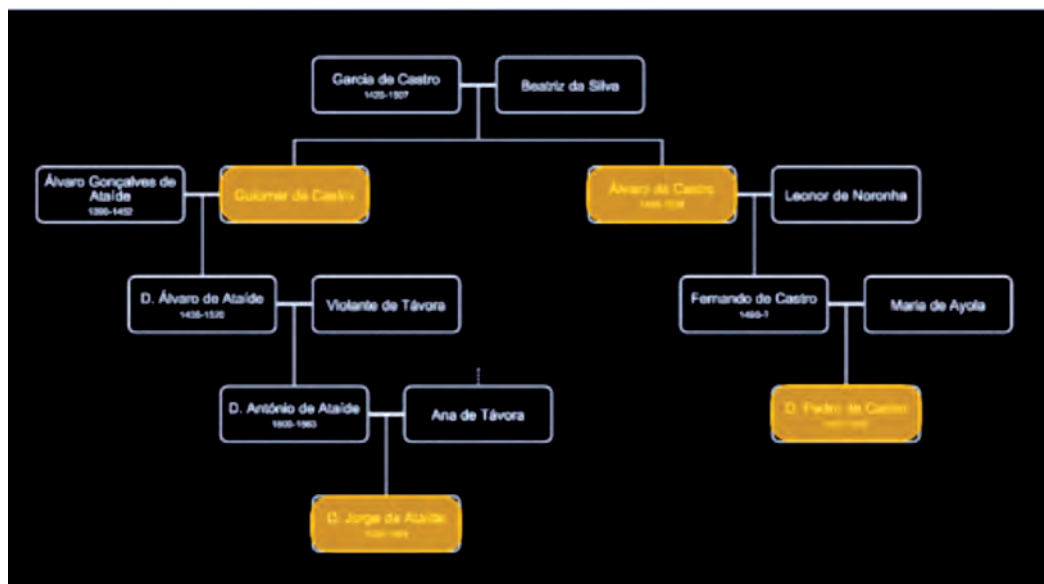 Garcia de Castro
Beatriz da Silva
Álvaro Gonçalves de
Ataíde
Guiomar de Castro
Álvaro de Castro
Leonor de Noronha
D. Álvaro de Ataíde
Violante de Távora
Fernando de Castro
Maria de Ayola
D. António de Ataíde
Ana de Távora
D. Pedro de Castro
D. Jorge de Ataíde